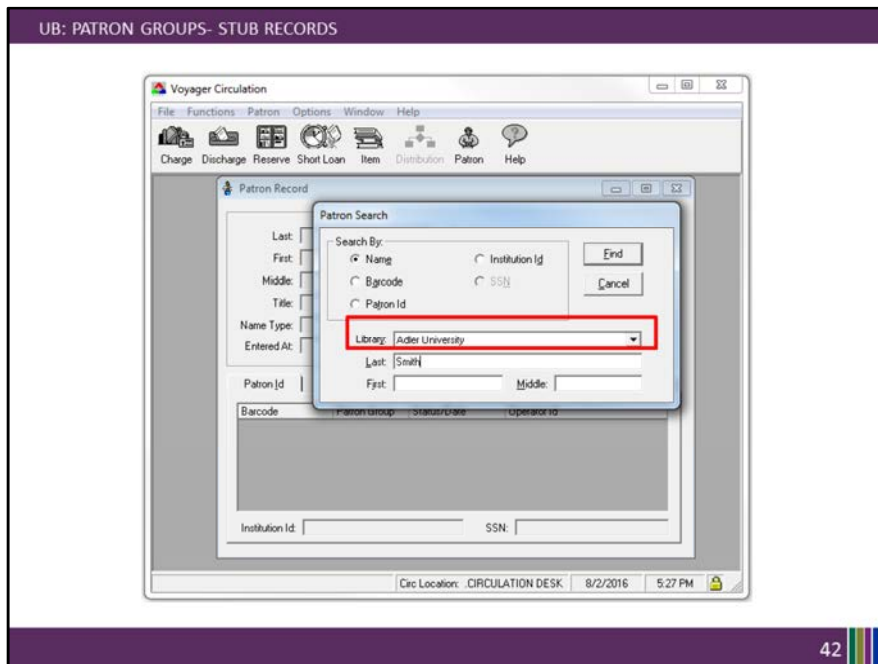 UB: PATRON GROUPS- STUB RECORDS
Voyager Circulation
File Functions Patron Options Window Help
Charge Discharge Reserve Short Loan Item Distribution Patron Help
Patron Record
Patron Search
Last:
First:
Middle:
Title:
Name Type:
Entered At:
Search By:
Name
Institution Id
Barcode
SSN
Patron Id
Find
Cancel
Library: Adler University
Last: Smith
First:
Middle:
Patron Id
Barcode Patron Group Status/Date Operator Id
Institution Id: SSN:
Circ Location: .CIRCULATION DESK 8/2/2016 5:27 PM
42